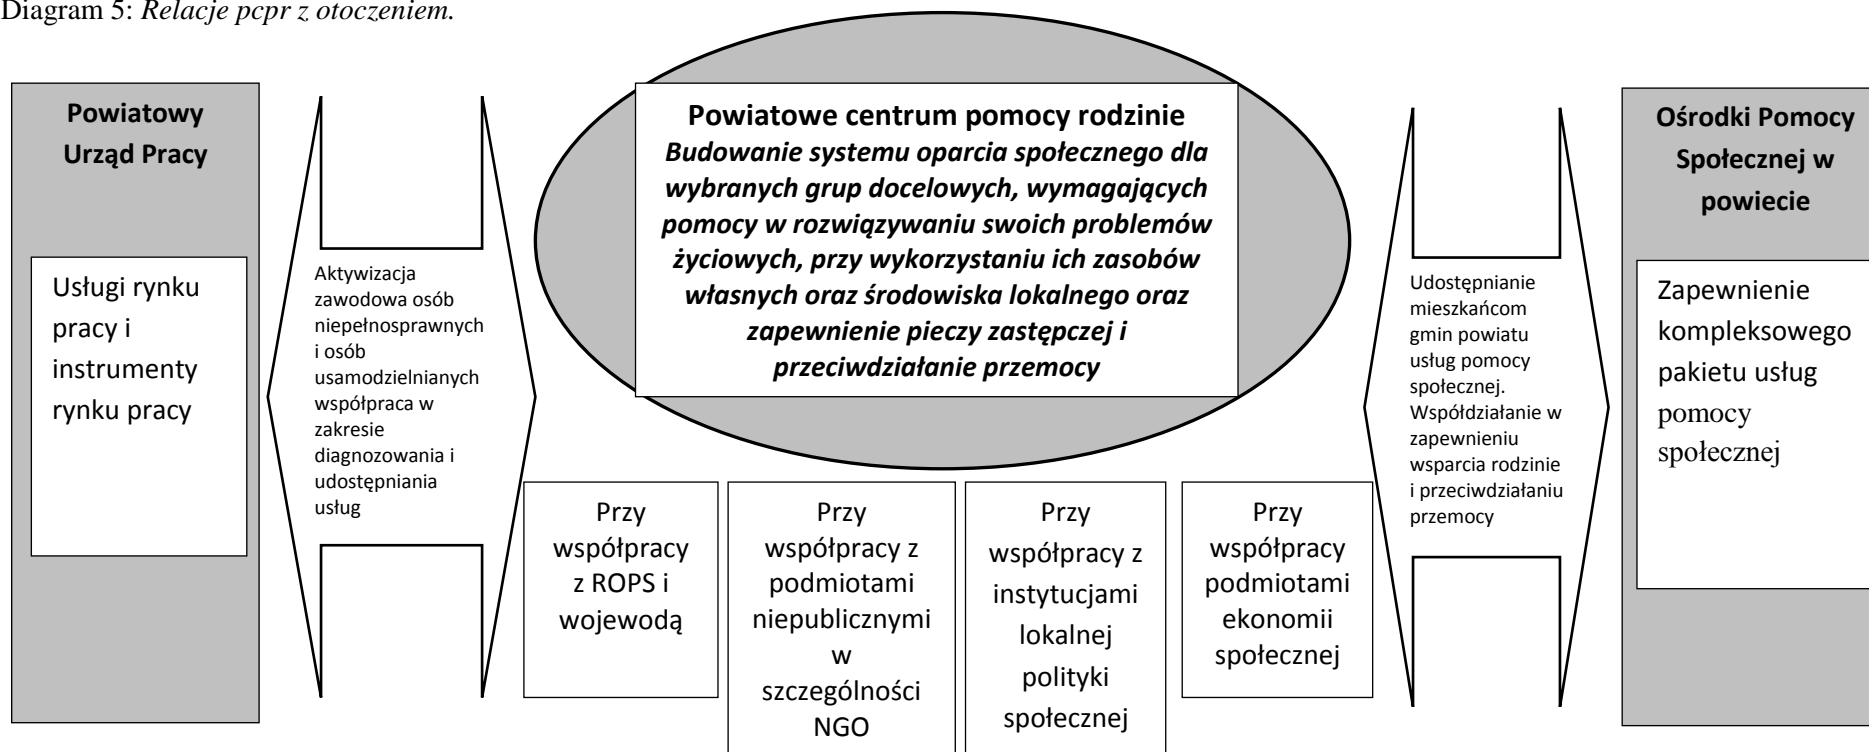 Diagram 5: Relacje pcpr z otoczeniem.
Powiatowy
Urząd Pracy
Usługi rynku
pracy i
instrumenty
rynku pracy
Aktywizacja
zawodowa osób
niepełnosprawnych
i osób
usamodzielnianych
współpraca w
zakresie
diagnozowania i
udostępniania
usług
Powiatowe centrum pomocy rodzinie
Budowanie systemu oparcia społecznego dla
wybranych grup docelowych, wymagających
pomocy w rozwiązywaniu swoich problemów
życiowych, przy wykorzystaniu ich zasobów
własnych oraz środowiska lokalnego oraz
zapewnienie pieczy zastępczej i
przeciwdziałanie przemocy
Przy
współpracy
z ROPS i
wojewodą
Przy
współpracy z
podmiotami
niepublicznymi
w
szczególności
NGO
Przy
współpracy z
instytucjami
lokalnej
polityki
społecznej
Przy
współpracy
podmiotami
ekonomii
społecznej
Udostępnianie
mieszkańcom
gmin powiatu
usług pomocy
społecznej.
Współdziałanie w
zapewnieniu
wsparcia rodzinie
i przeciwdziałaniu
przemocy
Ośrodki Pomocy
Społecznej w
powiecie
Zapewnienie
kompleksowego
pakietu usług
pomocy
społecznej